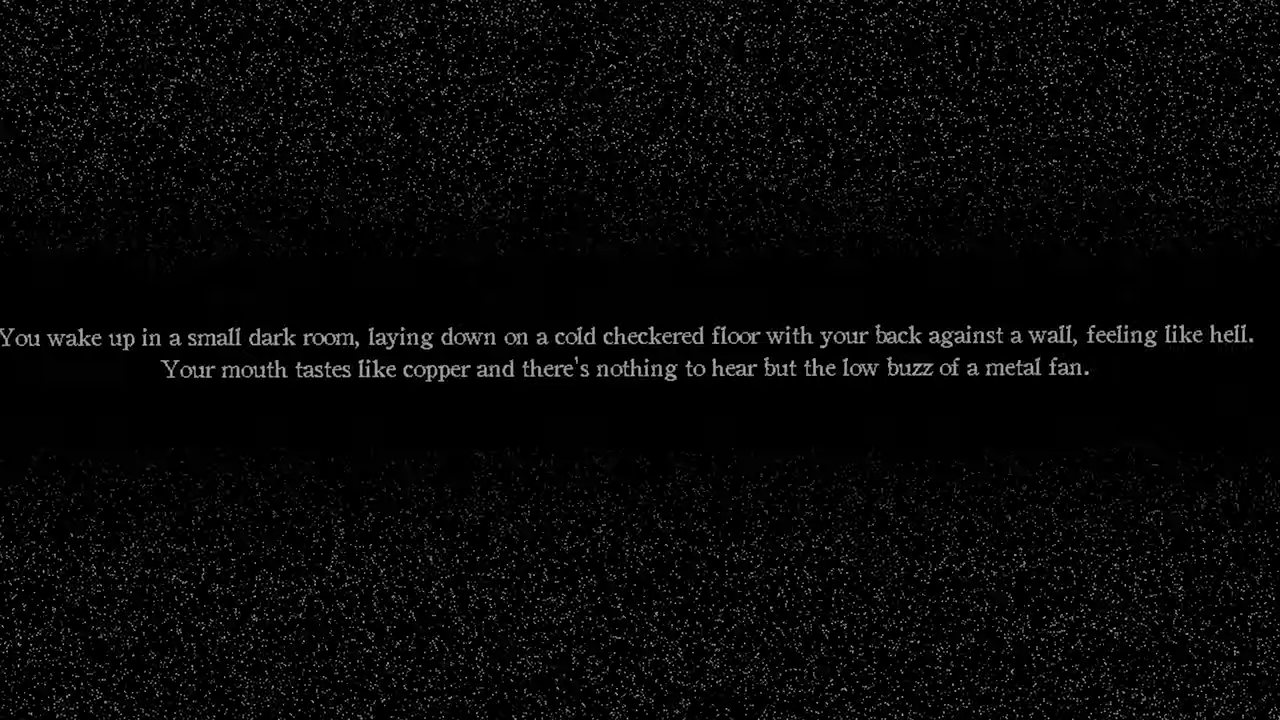 You wake up in a small dark room, laying down on a cold checkered floor with your back against a wall, feeling like hell.
Your mouth tastes like copper and there's nothing to hear but the low buzz of a metal fan.